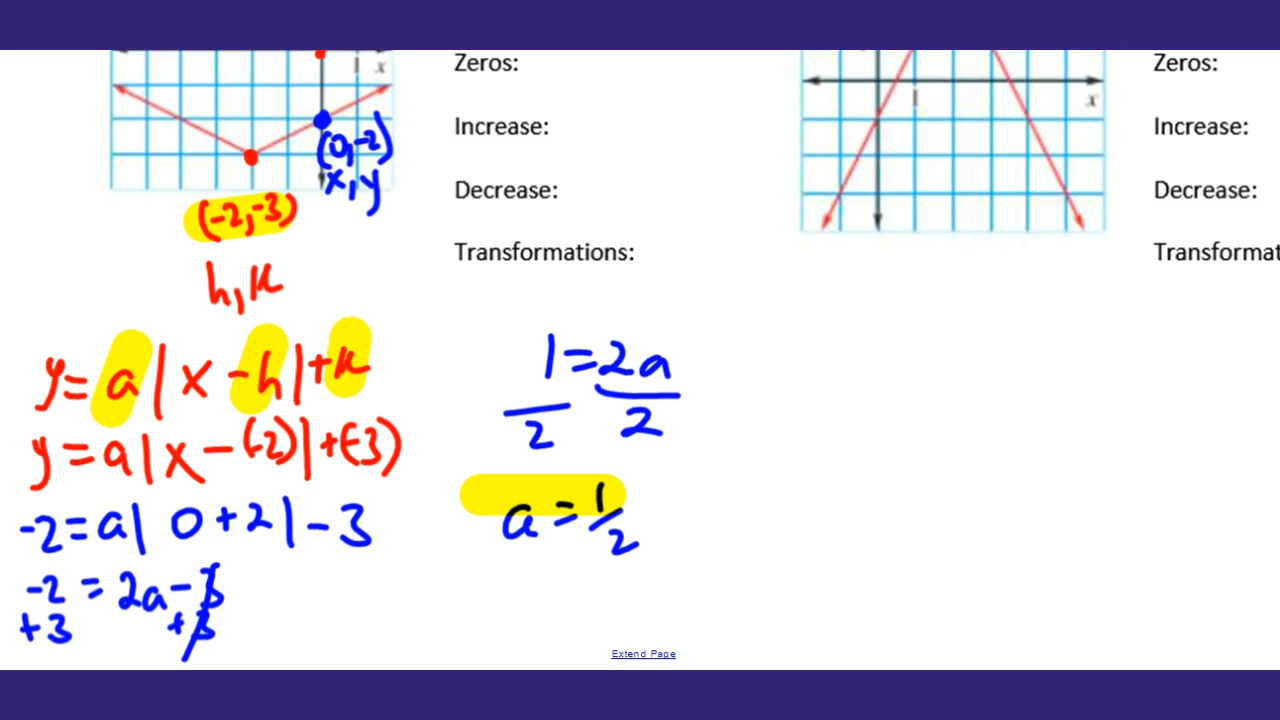 1 x
(0,-2)
x, y
(-2,-3)
h, k
y = a|x - h| + k
y = a|x - (-2)| + (-3)
-2 = a|0 + 2| - 3
-2 = 2a - 3
+3 +3
Zeros:
Increase:
Decrease:
Transformations:
1 = 2a
2 2
a = 1/2
1 x
Zeros:
Increase:
Decrease:
Transformat
Extend Page